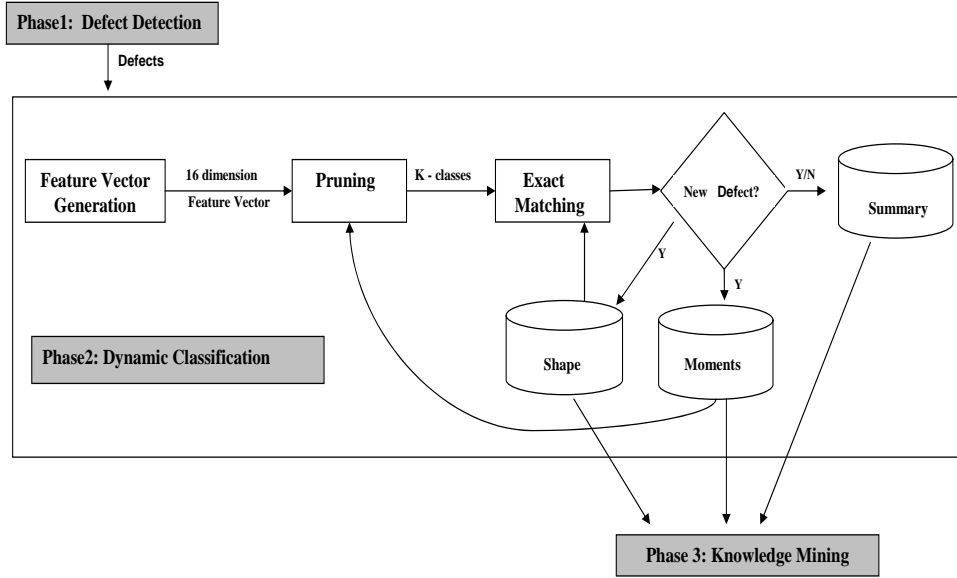 Phase1: Defect Detection
Defects
Feature Vector
Generation
16 dimension
Feature Vector
Pruning
K - classes
Exact
Matching
New Defect?
Y/N
Summary
Y
Y
Shape
Moments
Phase2: Dynamic Classification
Phase 3: Knowledge Mining